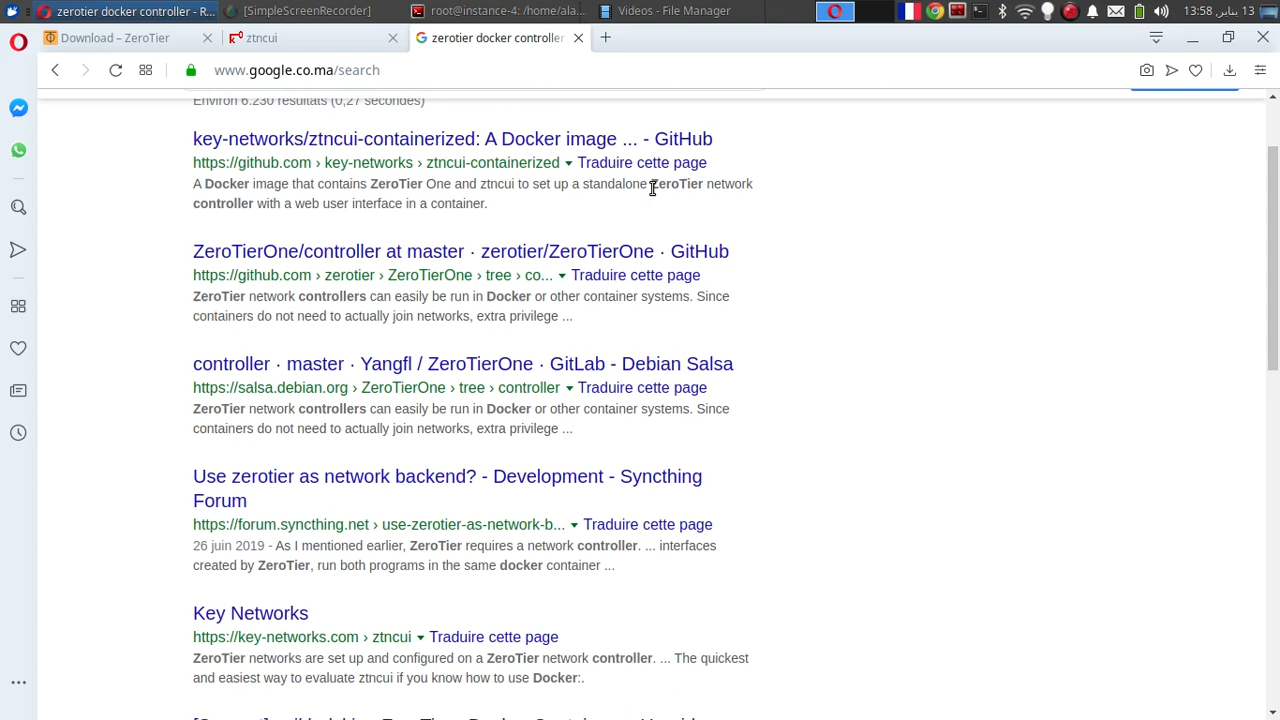 zerotier docker controller - R...
[SimpleScreenRecorder]
root@instance-4: /home/ala...
Videos - File Manager
13 يناير, 13:58
Download – ZeroTier
ztncui
zerotier docker controller
www.google.co.ma/search
Environ 6.230 résultats (0,27 secondes)
key-networks/ztncui-containerized: A Docker image ... - GitHub
https://github.com › key-networks › ztncui-containerized ▾ Traduire cette page
A Docker image that contains ZeroTier One and ztncui to set up a standalone ZeroTier network
controller with a web user interface in a container.
ZeroTierOne/controller at master · zerotier/ZeroTierOne · GitHub
https://github.com › zerotier › ZeroTierOne › tree › co... ▾ Traduire cette page
ZeroTier network controllers can easily be run in Docker or other container systems. Since
containers do not need to actually join networks, extra privilege ...
controller · master · Yangfl / ZeroTierOne · GitLab - Debian Salsa
https://salsa.debian.org › ZeroTierOne › tree › controller ▾ Traduire cette page
ZeroTier network controllers can easily be run in Docker or other container systems. Since
containers do not need to actually join networks, extra privilege ...
Use zerotier as network backend? - Development - Syncthing
Forum
https://forum.syncthing.net › use-zerotier-as-network-b... ▾ Traduire cette page
26 juin 2019 - As I mentioned earlier, ZeroTier requires a network controller. ... interfaces
created by ZeroTier, run both programs in the same docker container ...
Key Networks
https://key-networks.com › ztncui ▾ Traduire cette page
ZeroTier networks are set up and configured on a ZeroTier network controller. ... The quickest
and easiest way to evaluate ztncui if you know how to use Docker:.